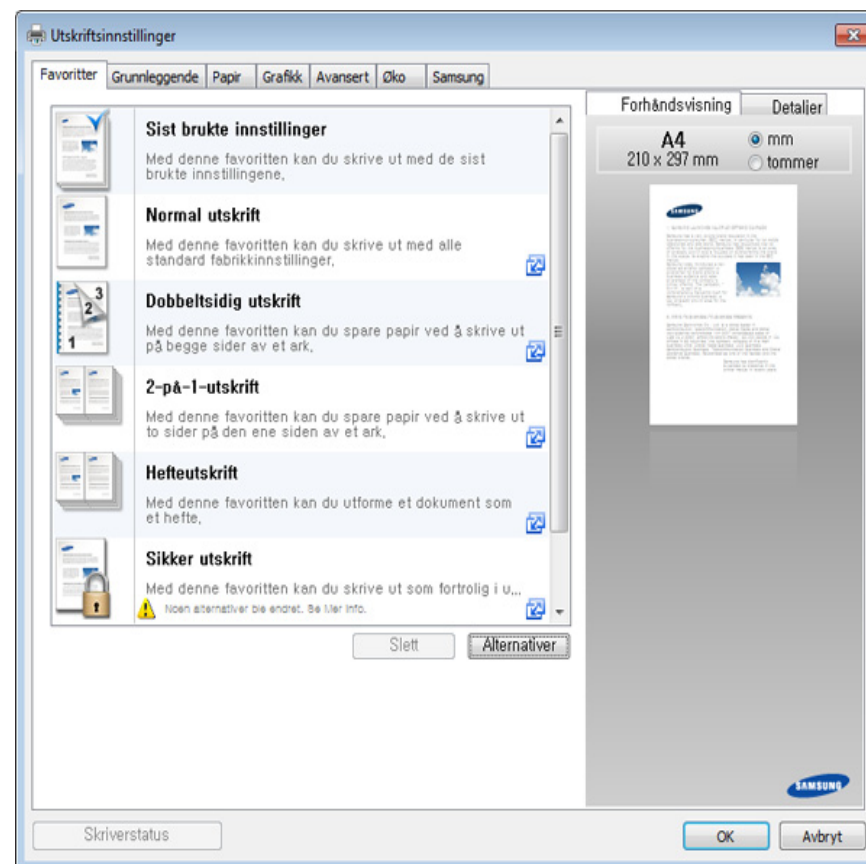 Utskriftsinnstillinger
Favoritter Grunnleggende Papir Grafikk Avansert Øko Samsung
Sist brukte innstillinger
Med denne favoritten kan du skrive ut med de sist
brukte innstillingene.
Normal utskrift
Med denne favoritten kan du skrive ut med alle
standard fabrikkinnstillinger.
Dobbeltsidig utskrift
Med denne favoritten kan du spare papir ved å skrive ut
på begge sider av et ark.
2-på-1-utskrift
Med denne favoritten kan du spare papir ved å skrive ut
to sider på den ene siden av et ark.
Hefteutskrift
Med denne favoritten kan du utforme et dokument som
et hefte.
Sikker utskrift
Med denne favoritten kan du skrive ut som fortrolig i u...
Noen alternativer ble endret. Se Mer info.
Slett Alternativer
Forhåndsvisning Detaljer
A4
210 x 297 mm
mm
tommer
SAMSUNG
SAMSUNG
Skriverstatus OK Avbryt
1
2
3